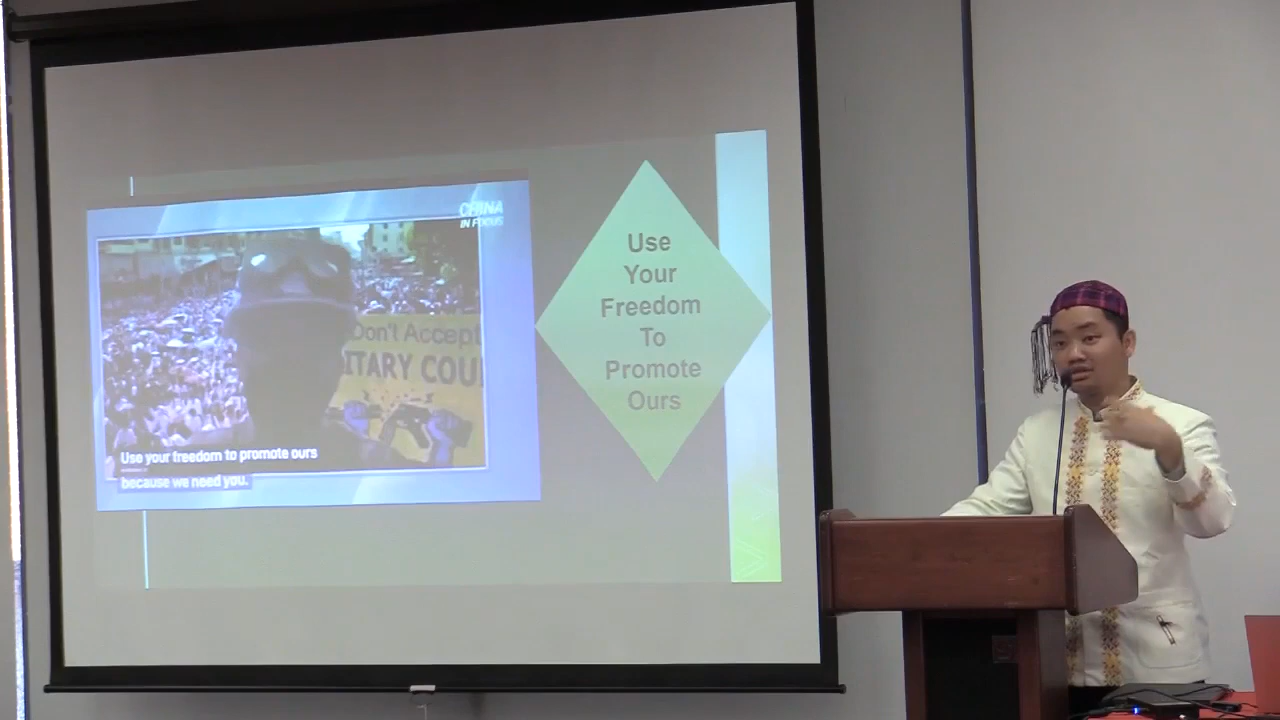 CHINA
IN FOCUS
Don't Accept
ITARY COU
Use your freedom to promote ours
because we need you.
Use
Your
Freedom
To
Promote
Ours